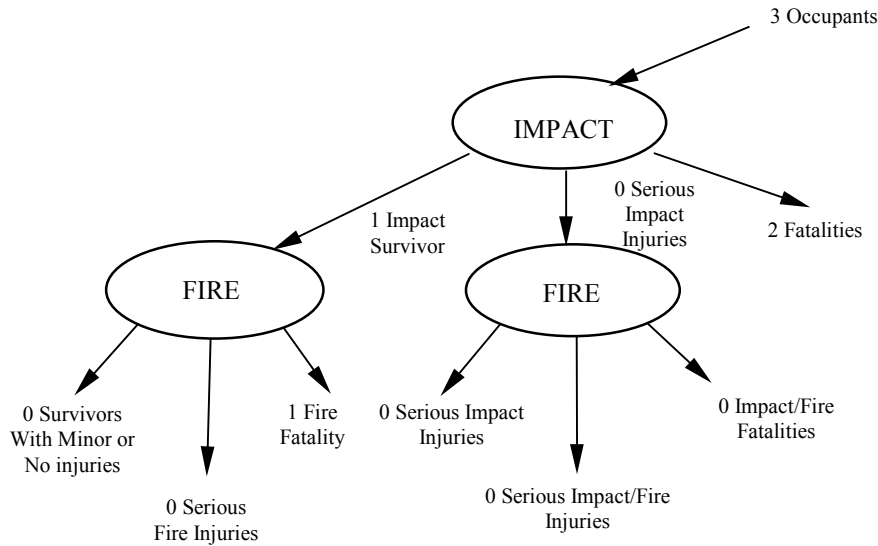 3 Occupants
IMPACT
1 Impact
Survivor
0 Serious
Impact
Injuries
2 Fatalities
FIRE
FIRE
0 Survivors
With Minor or
No injuries
0 Serious
Fire Injuries
1 Fire
Fatality
0 Serious Impact
Injuries
0 Serious Impact/Fire
Injuries
0 Impact/Fire
Fatalities